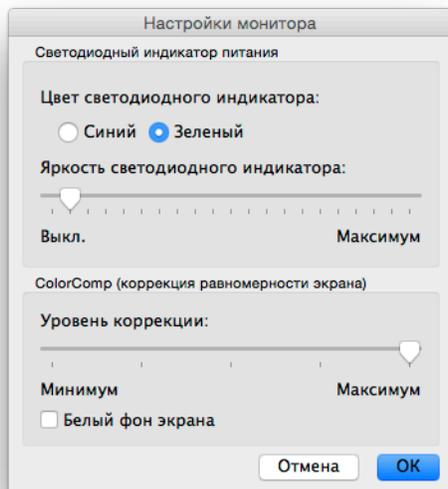 Настройки монитора
Светодиодный индикатор питания
Цвет светодиодного индикатора:
Синий Зеленый
Яркость светодиодного индикатора:
Выкл. Максимум
ColorComp (коррекция равномерности экрана)
Уровень коррекции:
Минимум Максимум
Белый фон экрана
Отмена OK